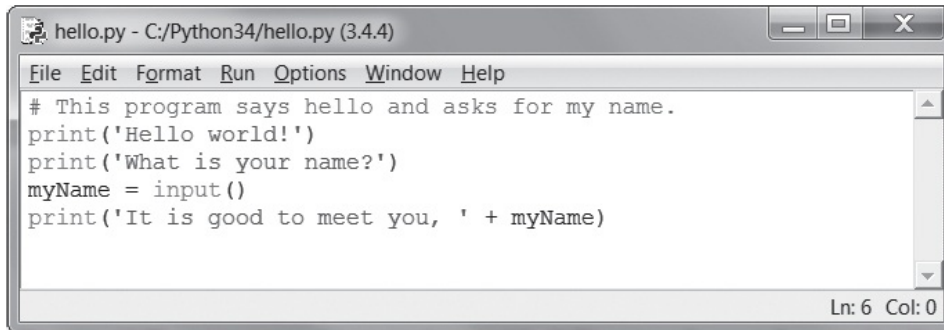 hello.py - C:/Python34/hello.py (3.4.4)
File Edit Format Run Options Window Help
# This program says hello and asks for my name.
print('Hello world!')
print('What is your name?')
myName = input()
print('It is good to meet you, ' + myName)
Ln: 6 Col: 0